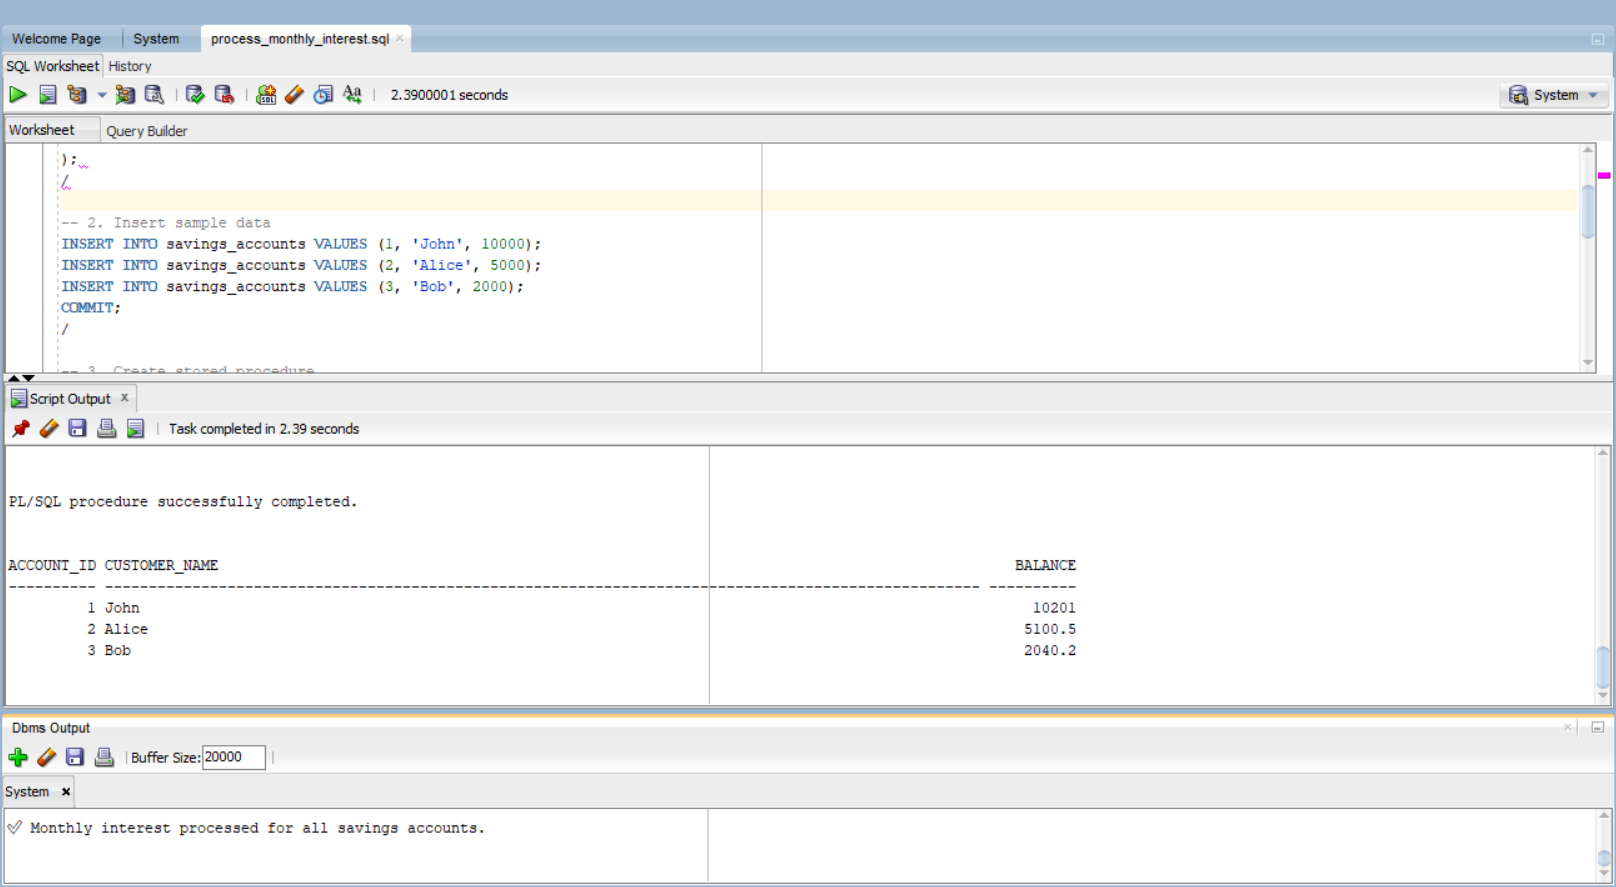 Welcome Page System process_monthly_interest.sql
SQL Worksheet History
2.3900001 seconds System
Worksheet Query Builder
);
/
-- 2. Insert sample data
INSERT INTO savings_accounts VALUES (1, 'John', 10000);
INSERT INTO savings_accounts VALUES (2, 'Alice', 5000);
INSERT INTO savings_accounts VALUES (3, 'Bob', 2000);
COMMIT;
/
-- 3. Create stored procedure
Script Output x
Task completed in 2.39 seconds
PL/SQL procedure successfully completed.
ACCOUNT_ID CUSTOMER_NAME BALANCE
1 John 10201
2 Alice 5100.5
3 Bob 2040.2
Dbms Output
Buffer Size: 20000
System
Monthly interest processed for all savings accounts.